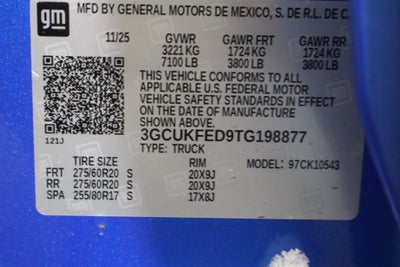 MFD BY GENERAL MOTORS DE MEXICO, S. DE R.L. DE C.
gm
11/25 GVWR GAWR FRT GAWR RR
3221 KG 1724 KG 1724 KG
7100 LB 3800 LB 3800 LB
THIS VEHICLE CONFORMS TO ALL
APPLICABLE U.S. FEDERAL MOTOR
VEHICLE SAFETY STANDARDS IN EFFECT
ON THE DATE OF MANUFACTURE
SHOWN ABOVE.
121J
3GCUKFED9TG198877
TYPE: TRUCK
TIRE SIZE RIM MODEL: 97CK10543
FRT 275/60R20 S 20X9J
RR 275/60R20 S 20X9J
SPA 255/80R17 S 17X8J